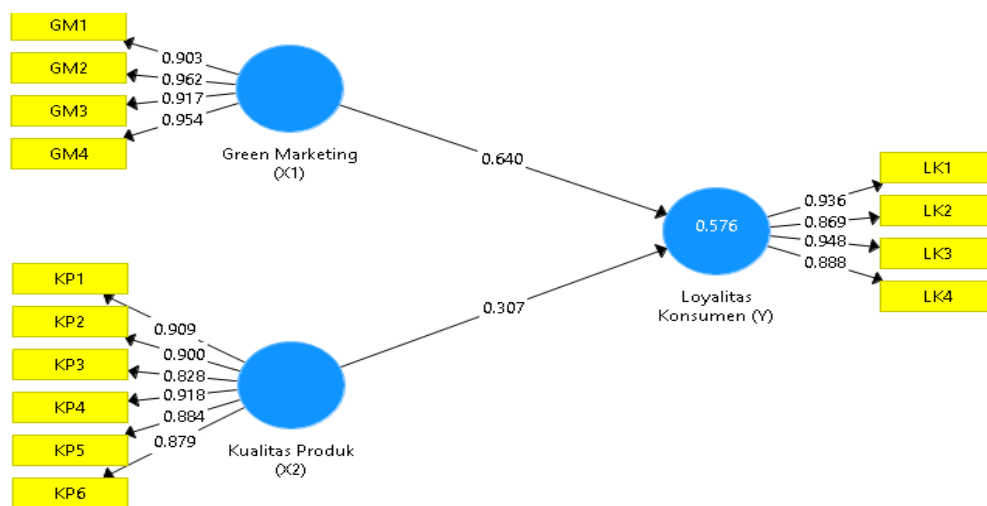 GM1
GM2
GM3
GM4
0.903
0.962
0.917
0.954
Green Marketing
(X1)
0.640
KP1
KP2
KP3
KP4
KP5
KP6
0.909
0.900
0.828
0.918
0.884
0.879
Kualitas Produk
(X2)
0.307
0.576
Loyalitas
Konsumen (Y)
0.936
0.869
0.948
0.888
LK1
LK2
LK3
LK4